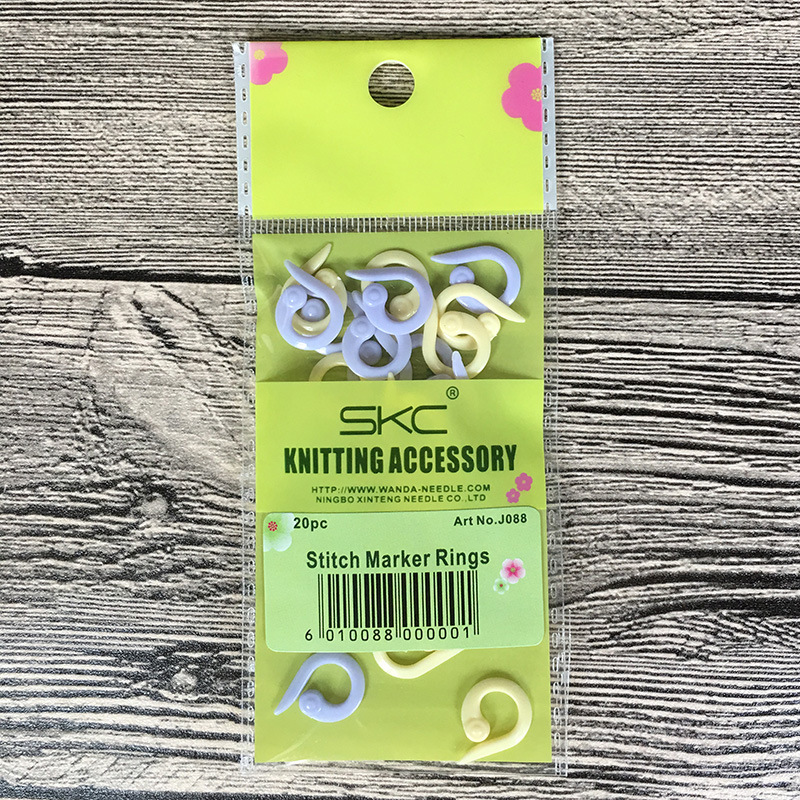 SKC®
KNITTING ACCESSORY
HTTP://WWW.WANDA-NEEDLE.COM
NINGBO XINTENG NEEDLE CO.,LTD
20pc Art No.J088
Stitch Marker Rings
6 010088 000001